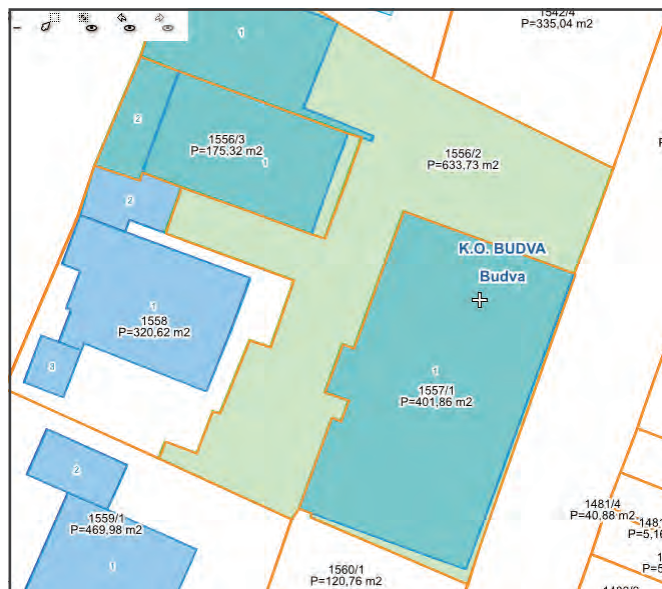 1542/4
P=335,04 m2
1
2
1556/3
P=175,32 m2
1
1556/2
P=633,73 m2
2
K.O. BUDVA
Budva
1
1558
P=320,62 m2
3
1
1557/1
P=401,86 m2
2
1559/1
P=469,98 m2
1
1481/4
P=40,88 m2
1560/1
P=120,76 m2